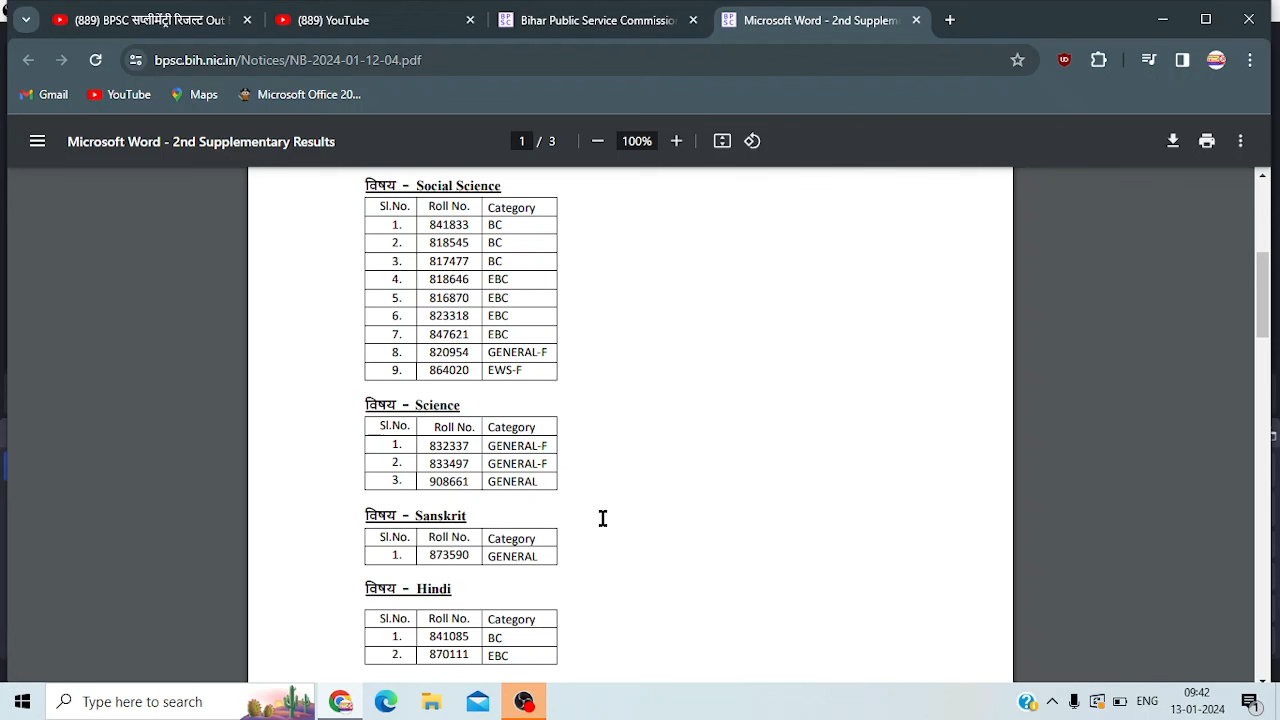 (889) BPSC सप्लीमेंट्री रिजल्ट Out
(889) YouTube
Bihar Public Service Commissio
Microsoft Word - 2nd Supplem
bpsc.bih.nic.in/Notices/NB-2024-01-12-04.pdf
Gmail
YouTube
Maps
Microsoft Office 20...
Microsoft Word - 2nd Supplementary Results
1 / 3
100%
विषय - Social Science
Sl.No. Roll No. Category
1. 841833 BC
2. 818545 BC
3. 817477 BC
4. 818646 EBC
5. 816870 EBC
6. 823318 EBC
7. 847621 EBC
8. 820954 GENERAL-F
9. 864020 EWS-F
विषय - Science
Sl.No. Roll No. Category
1. 832337 GENERAL-F
2. 833497 GENERAL-F
3. 908661 GENERAL
विषय - Sanskrit
Sl.No. Roll No. Category
1. 873590 GENERAL
विषय - Hindi
Sl.No. Roll No. Category
1. 841085 BC
2. 870111 EBC
Type here to search
ENG
09:42
13-01-2024